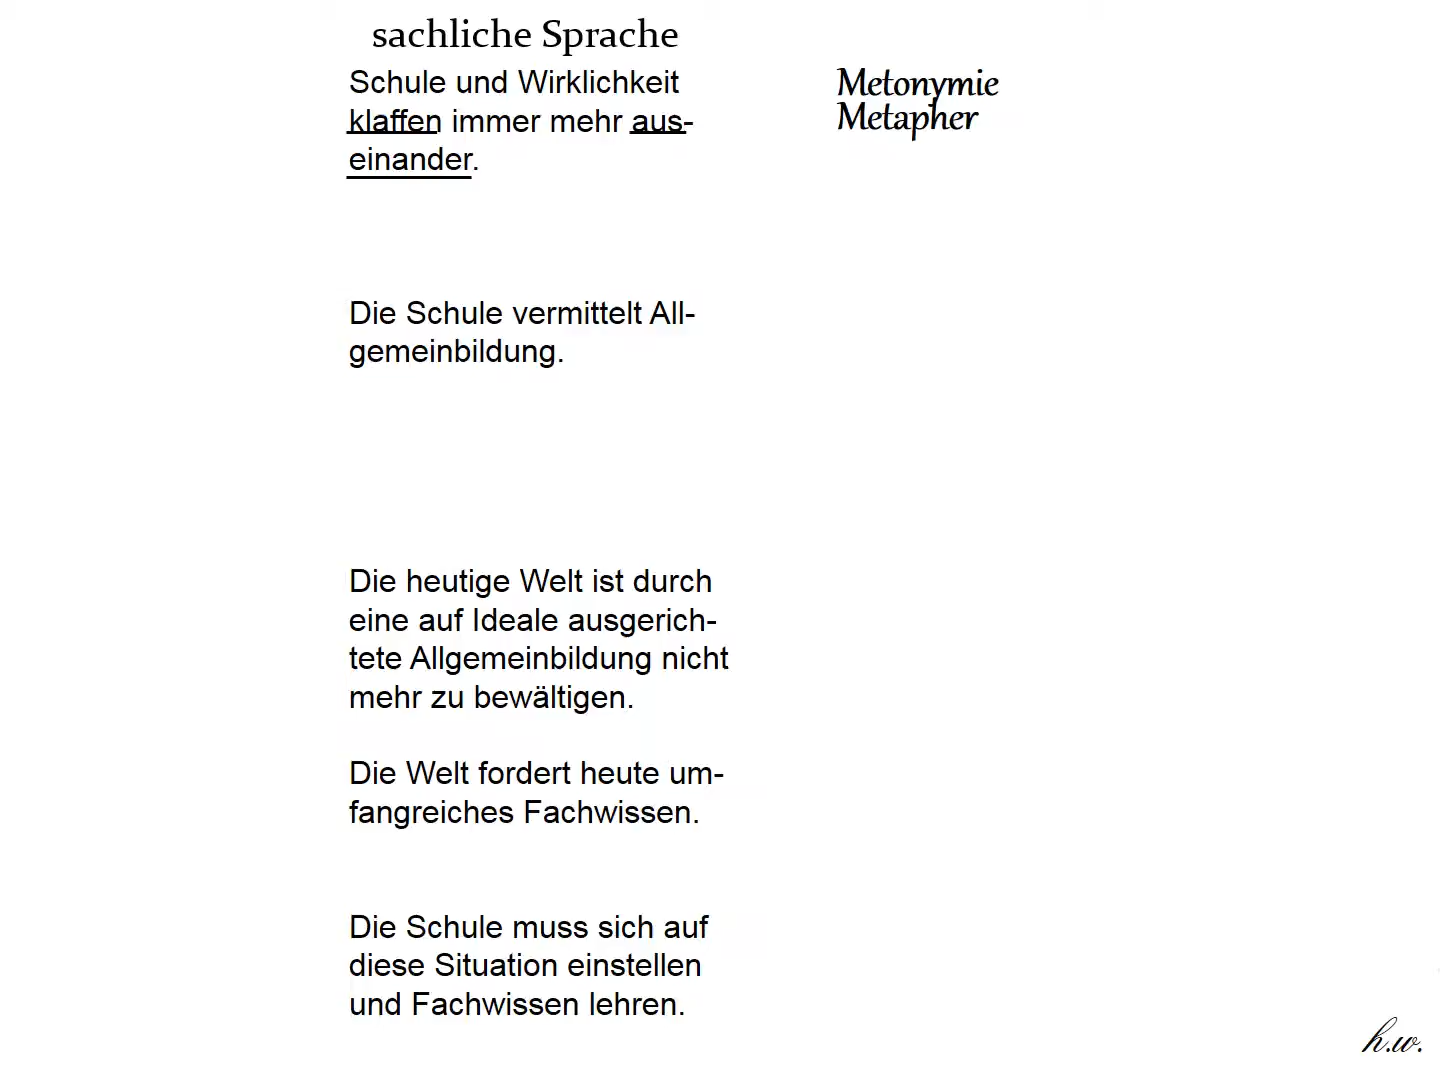 sachliche Sprache
Schule und Wirklichkeit
klaffen immer mehr aus-
einander.
Metonymie
Metapher
Die Schule vermittelt All-
gemeinbildung.
Die heutige Welt ist durch
eine auf Ideale ausgerich-
tete Allgemeinbildung nicht
mehr zu bewältigen.
Die Welt fordert heute um-
fangreiches Fachwissen.
Die Schule muss sich auf
diese Situation einstellen
und Fachwissen lehren.
h.w.